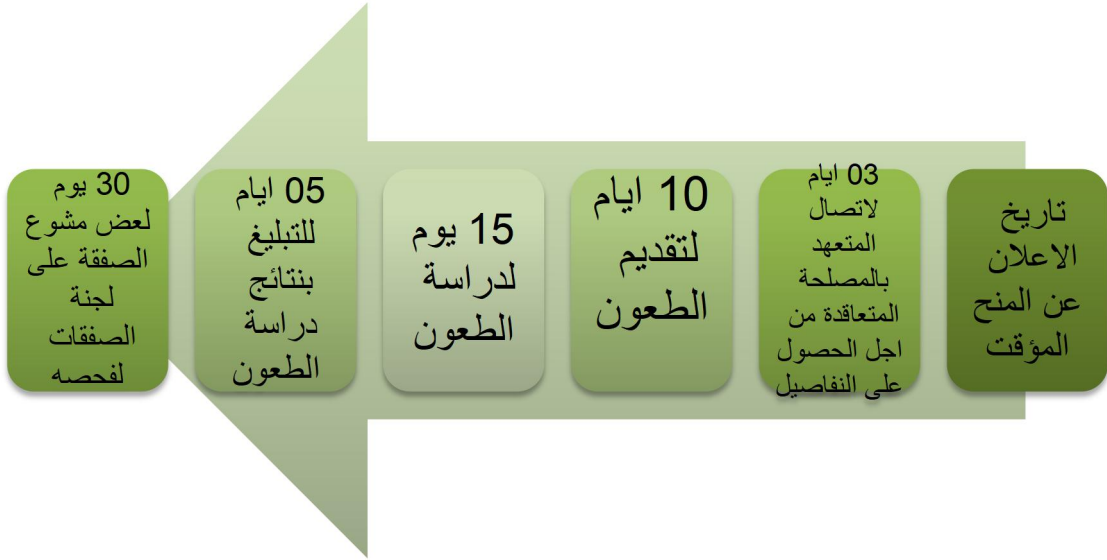 تاريخ
الاعلان
عن المنح
المؤقت
03 ايام
لاتصال
المتعهد
بالمصلحة
المتعاقدة من
اجل الحصول
على التفاصيل
10 ايام
لتقديم
الطعون
15 يوم
لدراسة
الطعون
05 ايام
للتبليغ
بنتائج
دراسة
الطعون
30 يوم
لعض مشوع
الصفقة على
لجنة
الصفقات
لفحصه